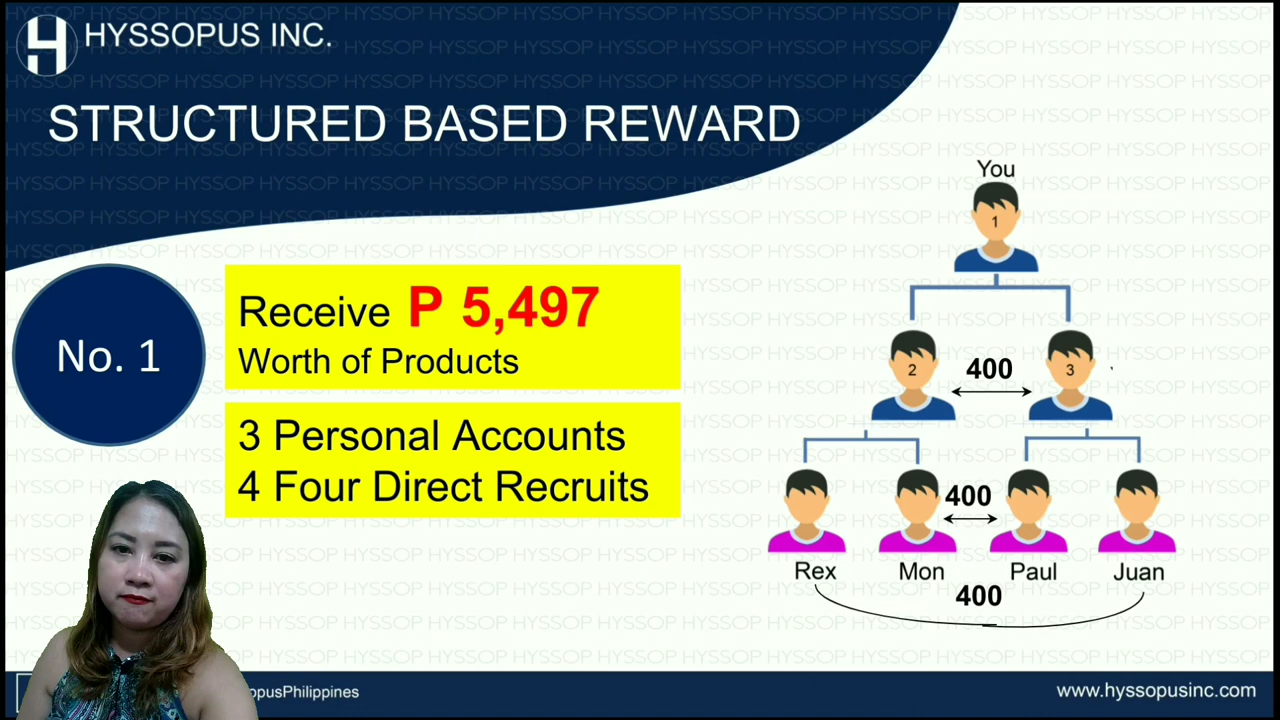 HYSSOPUS INC.
STRUCTURED BASED REWARD
No. 1
Receive P 5,497
Worth of Products
3 Personal Accounts
4 Four Direct Recruits
You
1
2
400
3
400
Rex
Mon
Paul
Juan
400
www.hyssopusinc.com